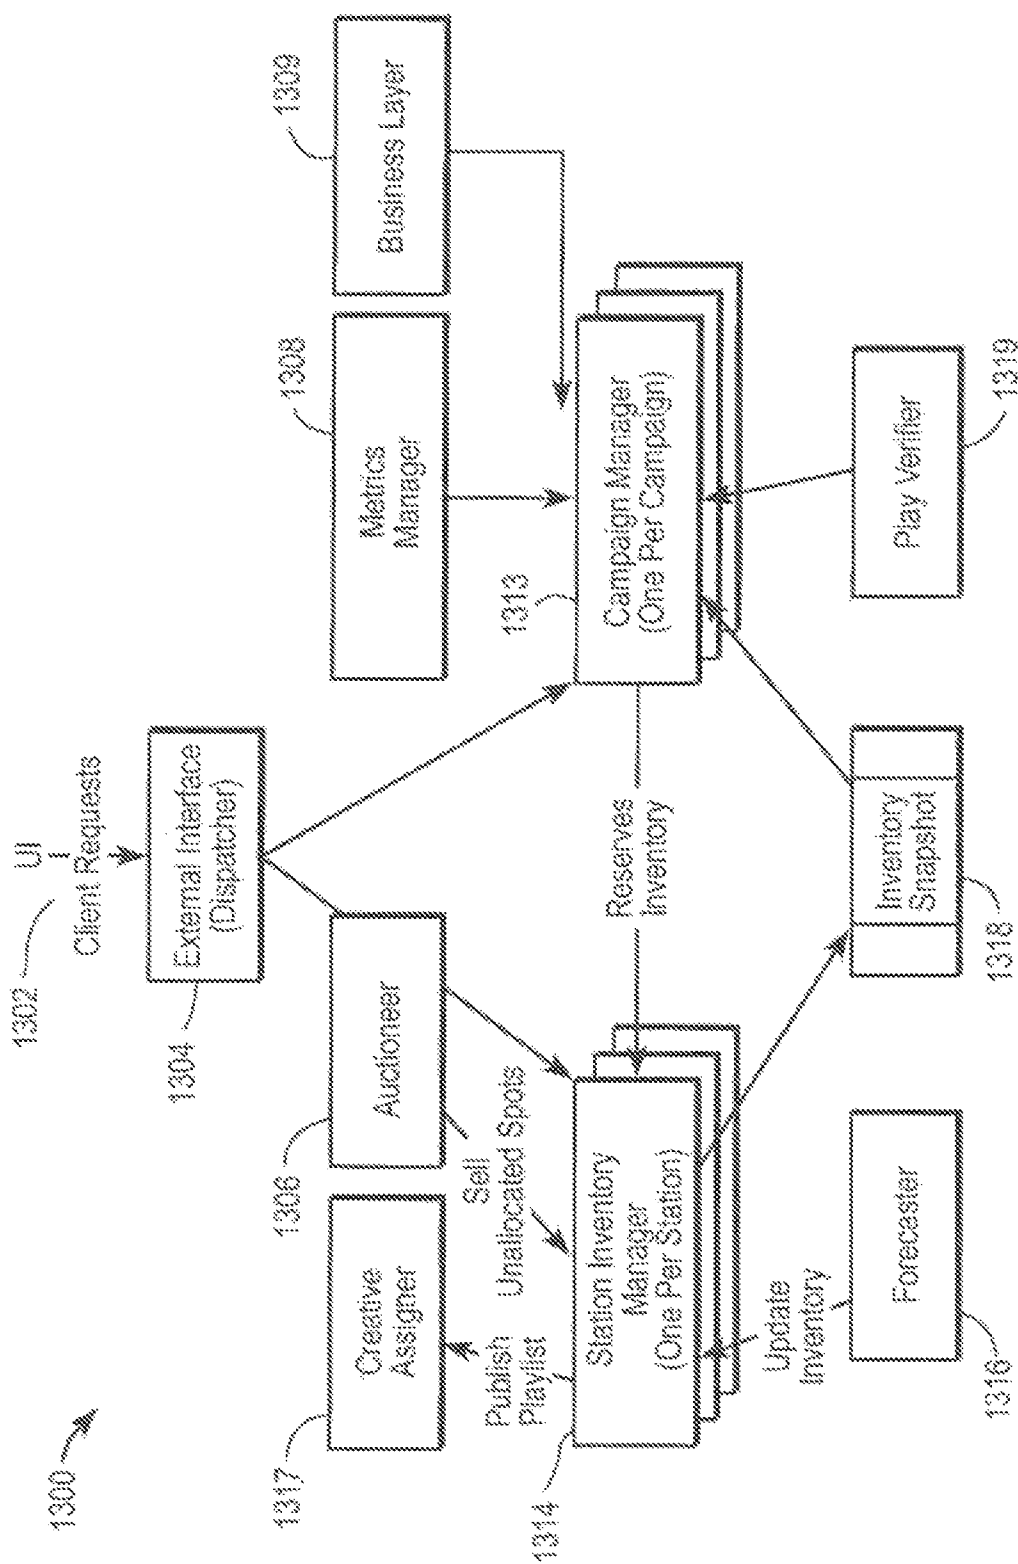 1300
1302
UI
Client Requests
1304
External Interface
(Dispatcher)
1317
Creative
Assigner
1306
Auctioneer
1308
Metrics
Manager
1309
Business Layer
Publish
Playlist
Sell
Unallocated Spots
1314
Station Inventory
Manager
(One Per Station)
Reserves
Inventory
1313
Campaign Manager
(One Per Campaign)
Update
Inventory
1316
Forecaster
Inventory
Snapshot
1318
Play Verifier
1319